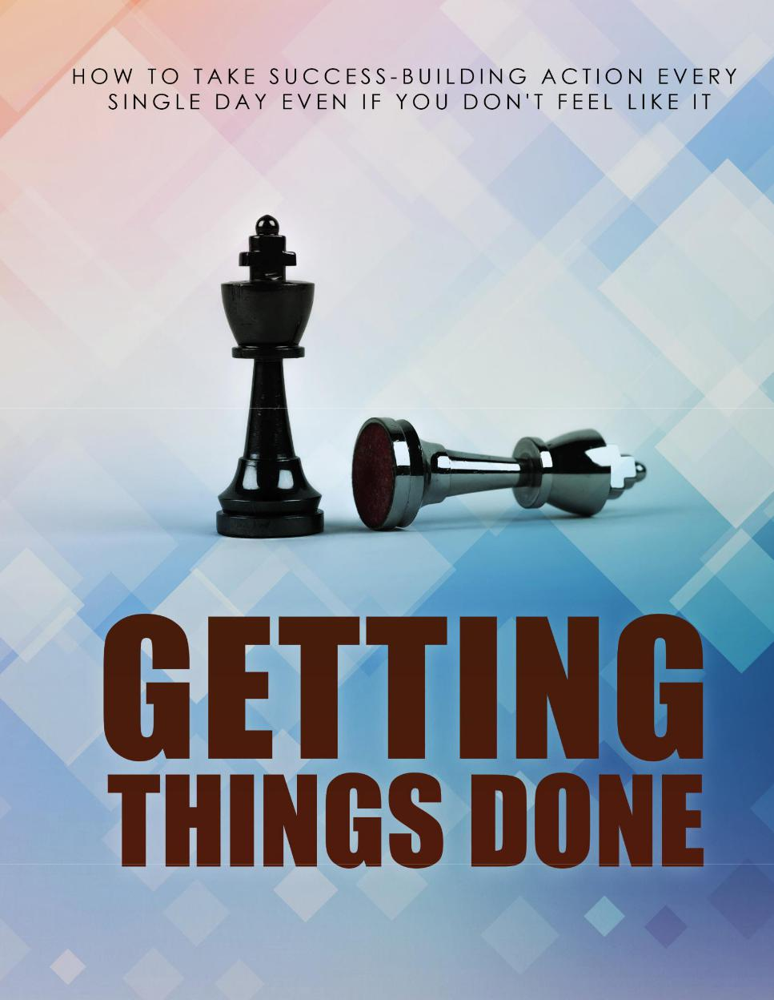 HOW TO TAKE SUCCESS-BUILDING ACTION EVERY
SINGLE DAY EVEN IF YOU DON'T FEEL LIKE IT
GETTING
THINGS DONE